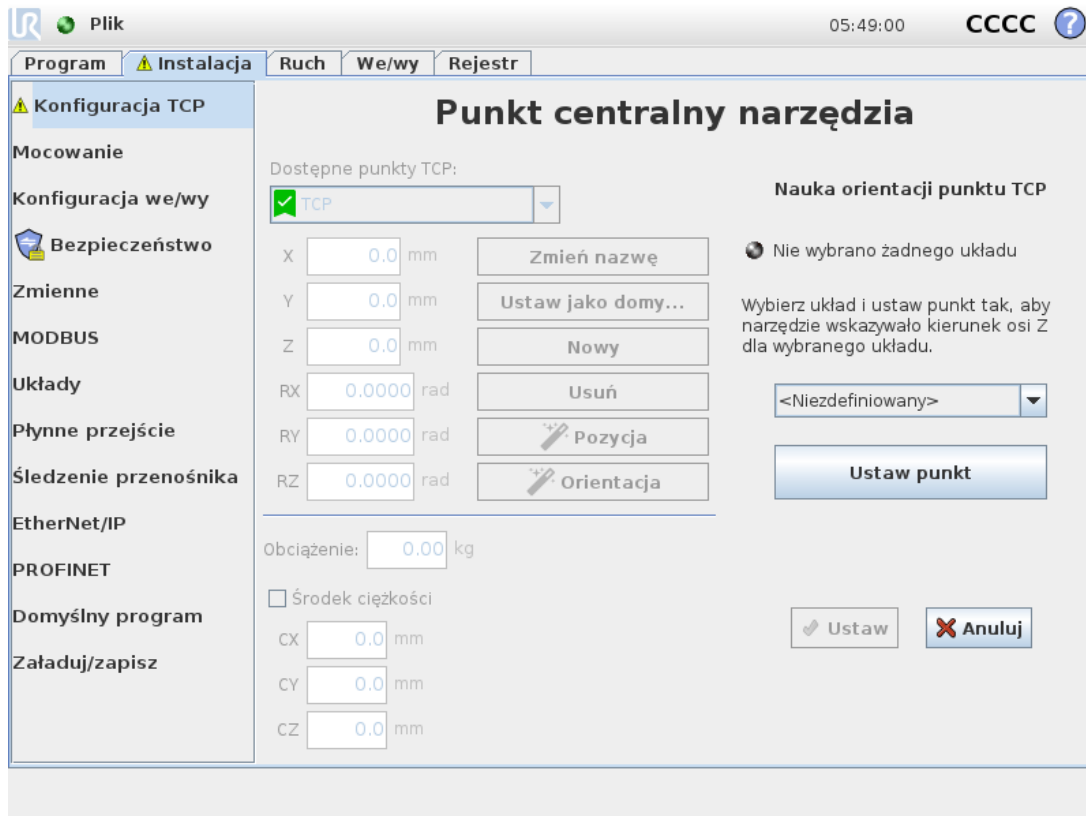 UR Plik 05:49:00 CCCC ?
Program Instalacja Ruch We/wy Rejestr
Konfiguracja TCP
Mocowanie
Konfiguracja we/wy
Bezpieczeństwo
Zmienne
MODBUS
Układy
Płynne przejście
Śledzenie przenośnika
EtherNet/IP
PROFINET
Domyślny program
Załaduj/zapisz
Punkt centralny narzędzia
Dostępne punkty TCP:
TCP
X 0.0 mm Zmień nazwę
Y 0.0 mm Ustaw jako domy...
Z 0.0 mm Nowy
RX 0.0000 rad Usuń
RY 0.0000 rad Pozycja
RZ 0.0000 rad Orientacja
Obciążenie: 0.00 kg
Środek ciężkości
CX 0.0 mm
CY 0.0 mm
CZ 0.0 mm
Nauka orientacji punktu TCP
Nie wybrano żadnego układu
Wybierz układ i ustaw punkt tak, aby
narzędzie wskazywało kierunek osi Z
dla wybranego układu.
<Niezdefiniowany>
Ustaw punkt
Ustaw Anuluj